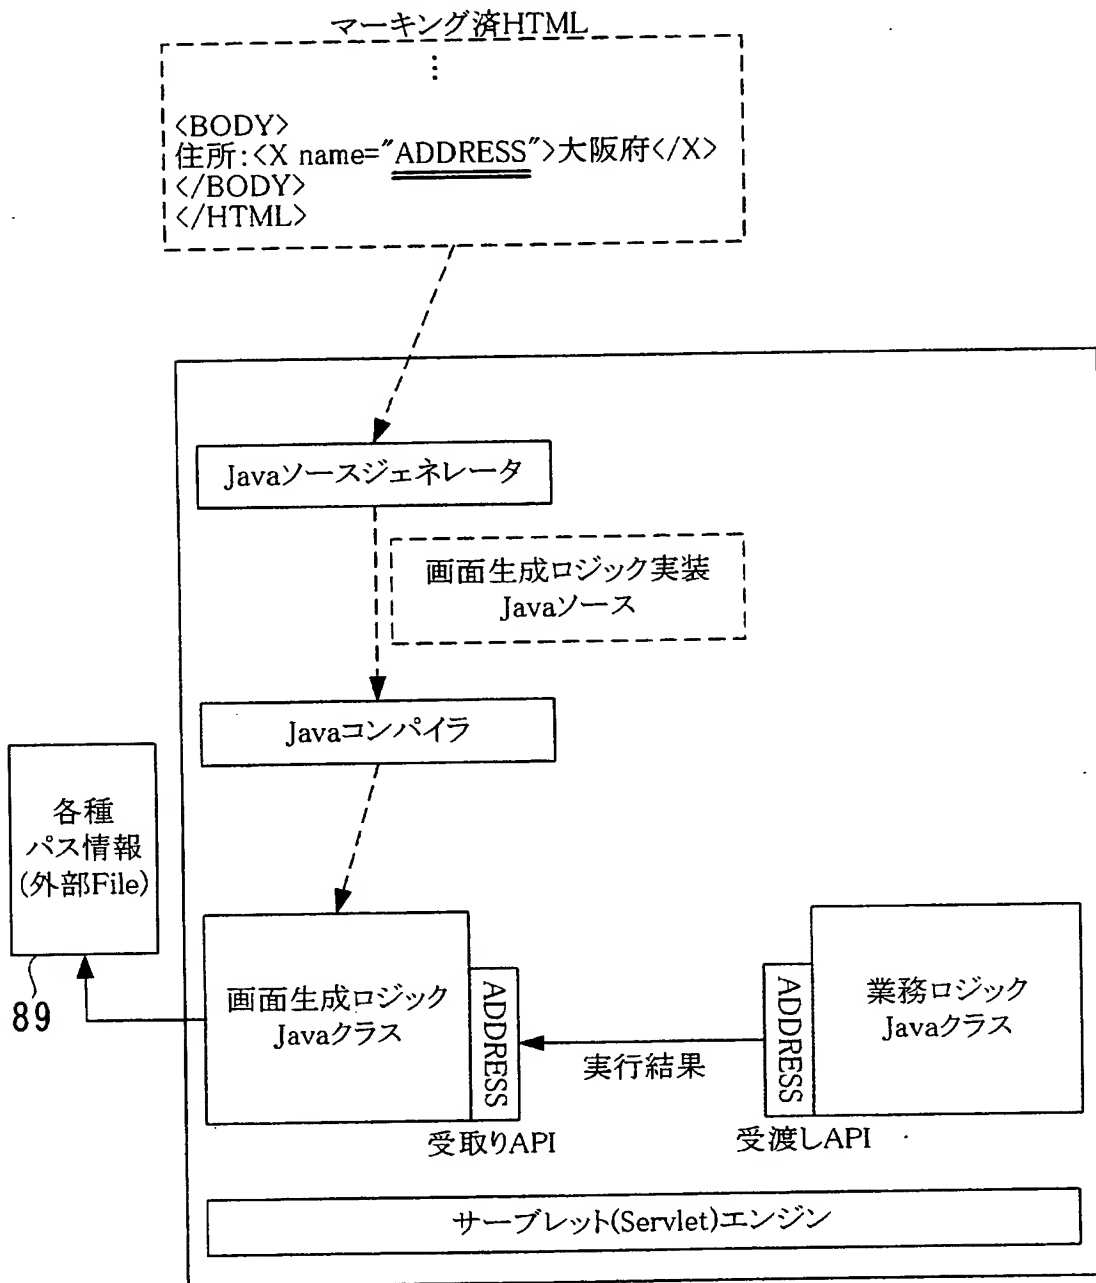 マーキング済HTML
⋮
<BODY>
住所:<X name="ADDRESS">大阪府</X>
</BODY>
</HTML>
Javaソースジェネレータ
画面生成ロジック実装
Javaソース
Javaコンパイラ
各種
パス情報
(外部File)
89
画面生成ロジック
Javaクラス
ADDRESS
実行結果
ADDRESS
業務ロジック
Javaクラス
受取りAPI
受渡しAPI
サーブレット(Servlet)エンジン